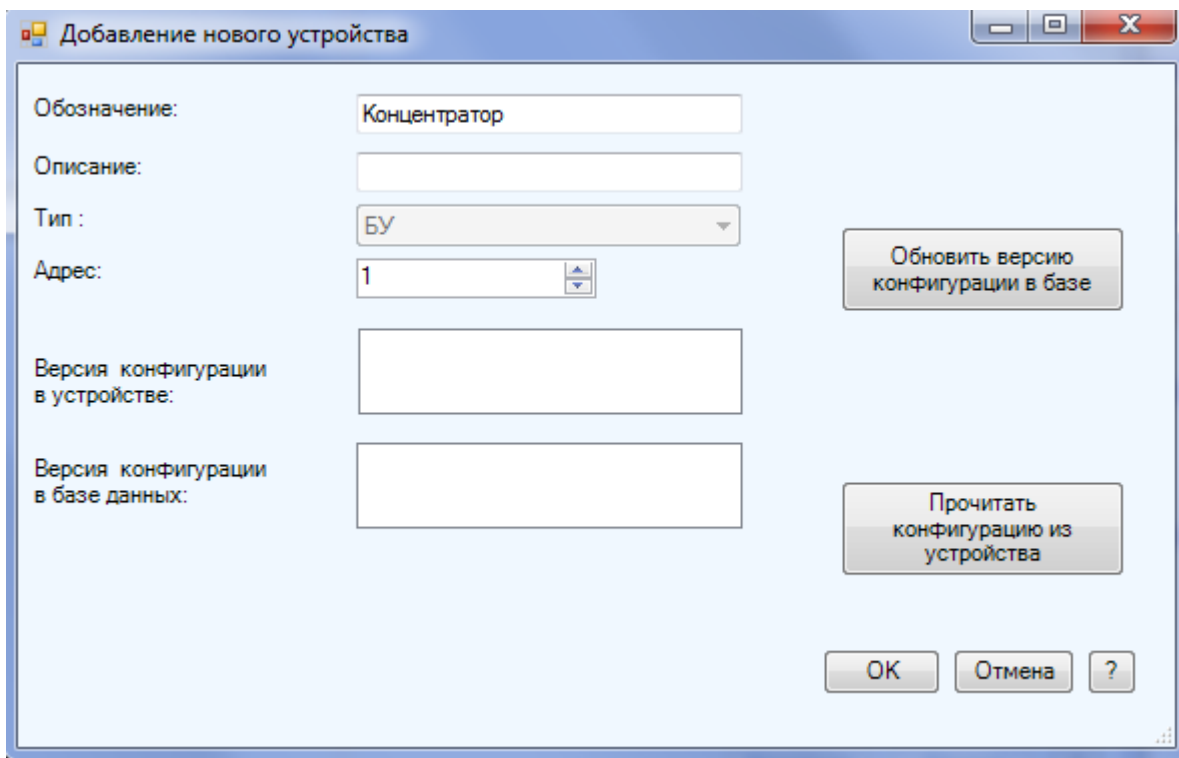 Добавление нового устройства
Обозначение:
Концентратор
Описание:
Тип :
БУ
Адрес:
1
Обновить версию
конфигурации в базе
Версия конфигурации
в устройстве:
Версия конфигурации
в базе данных:
Прочитать
конфигурацию из
устройства
OK
Отмена
?